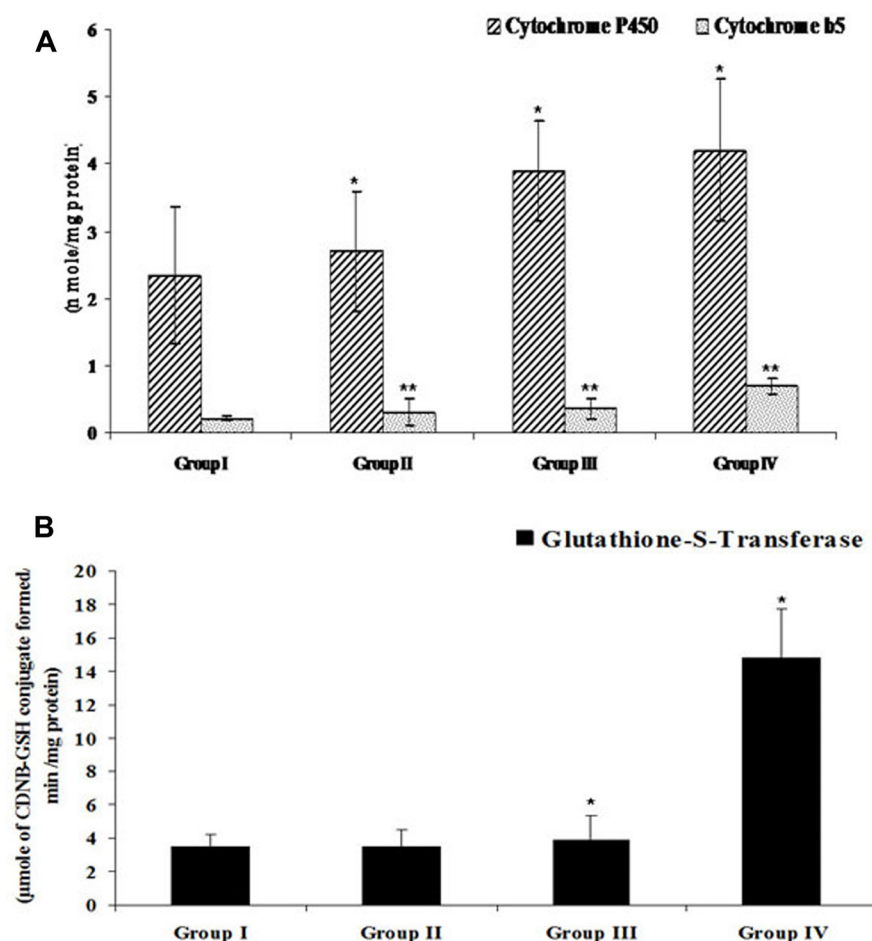 A
Cytochrome P450 Cytochrome b5
(n mole/mg protein)
6
5
4
3
2
1
0
*
*
*
**
**
**
Group I Group II Group III Group IV
B
Glutathione-S-Transferase
(µmole of CDNB-GSH conjugate formed/
min /mg protein)
20
18
16
14
12
10
8
6
4
2
0
*
*
Group I Group II Group III Group IV